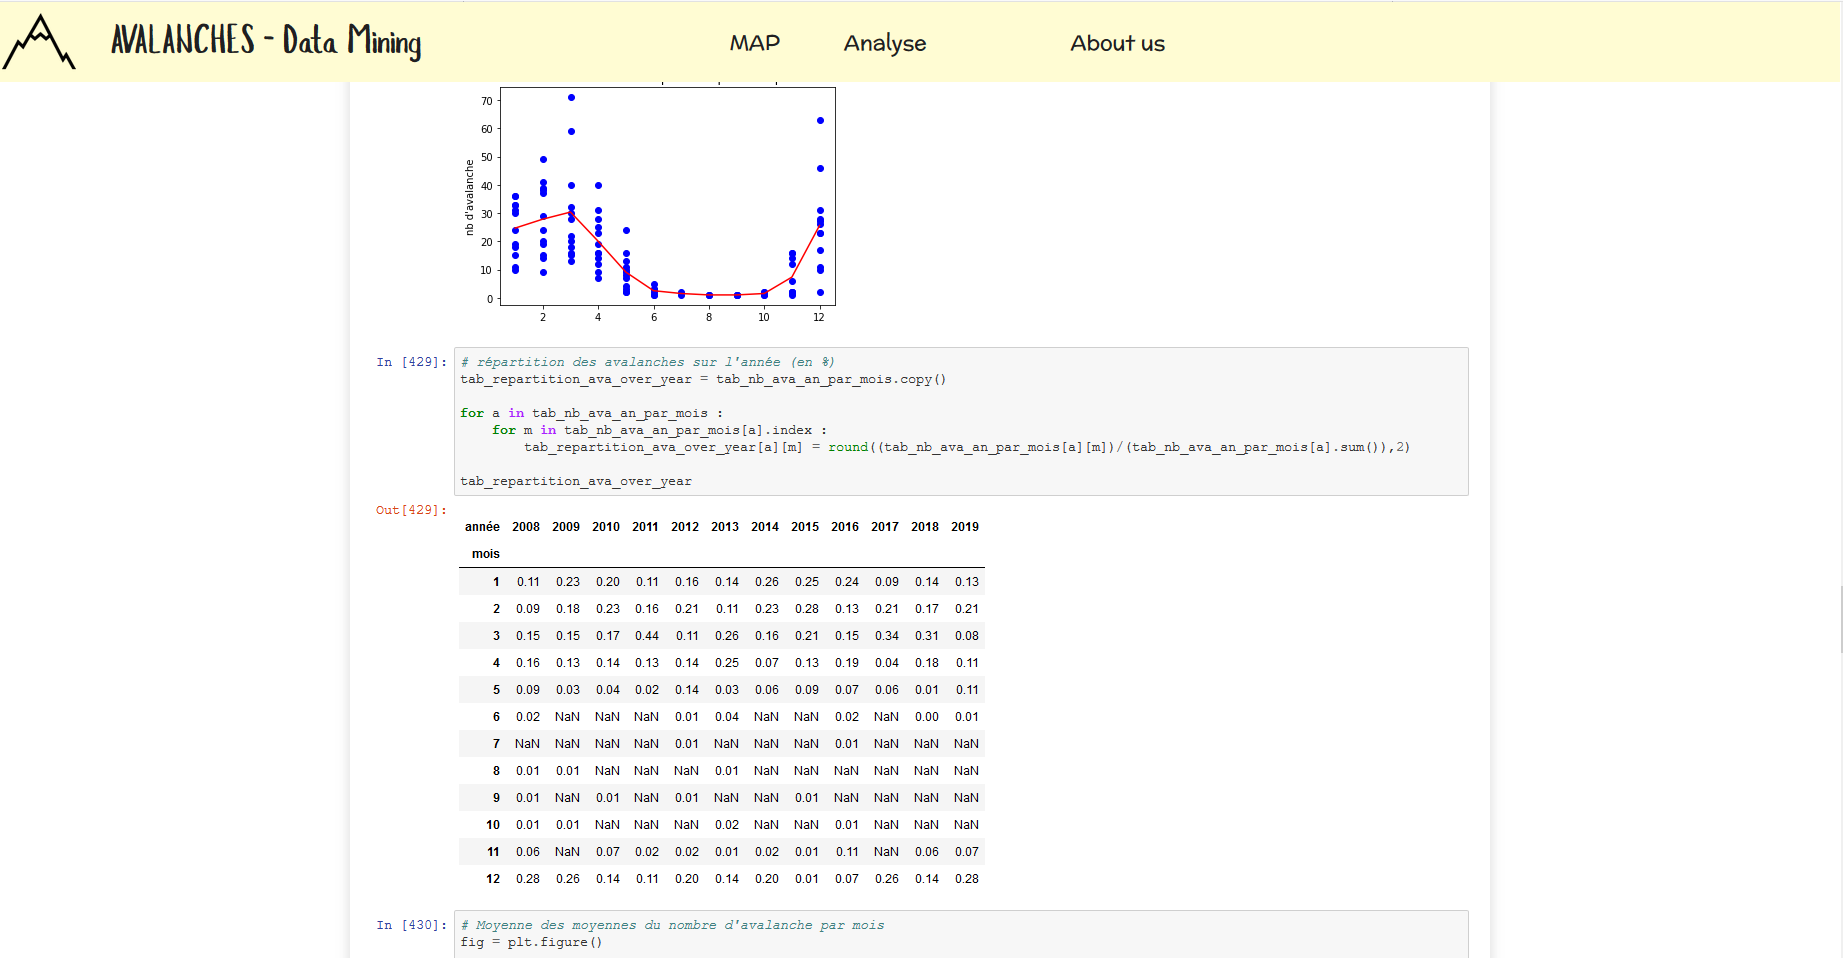 AVALANCHES - Data Mining
MAP
Analyse
About us
70
60
50
40
30
20
10
0
nb d'avalanche
2 4 6 8 10 12
In [429]:
# répartition des avalanches sur l'année (en %)
tab_repartition_ava_over_year = tab_nb_ava_an_par_mois.copy()
for a in tab_nb_ava_an_par_mois :
for m in tab_nb_ava_an_par_mois[a].index :
tab_repartition_ava_over_year[a][m] = round((tab_nb_ava_an_par_mois[a][m])/(tab_nb_ava_an_par_mois[a].sum()),2)
tab_repartition_ava_over_year
Out[429]:
année 2008 2009 2010 2011 2012 2013 2014 2015 2016 2017 2018 2019
mois
1 0.11 0.23 0.20 0.11 0.16 0.14 0.26 0.25 0.24 0.09 0.14 0.13
2 0.09 0.18 0.23 0.16 0.21 0.11 0.23 0.28 0.13 0.21 0.17 0.21
3 0.15 0.15 0.17 0.44 0.11 0.26 0.16 0.21 0.15 0.34 0.31 0.08
4 0.16 0.13 0.14 0.13 0.14 0.25 0.07 0.13 0.19 0.04 0.18 0.11
5 0.09 0.03 0.04 0.02 0.14 0.03 0.06 0.09 0.07 0.06 0.01 0.11
6 0.02 NaN NaN NaN 0.01 0.04 NaN NaN 0.02 NaN 0.00 0.01
7 NaN NaN NaN NaN 0.01 NaN NaN NaN 0.01 NaN NaN NaN
8 0.01 0.01 NaN NaN NaN 0.01 NaN NaN NaN NaN NaN NaN
9 0.01 NaN 0.01 NaN 0.01 NaN NaN 0.01 NaN NaN NaN NaN
10 0.01 0.01 NaN NaN NaN 0.02 NaN NaN 0.01 NaN NaN NaN
11 0.06 NaN 0.07 0.02 0.02 0.01 0.02 0.01 0.11 NaN 0.06 0.07
12 0.28 0.26 0.14 0.11 0.20 0.14 0.20 0.01 0.07 0.26 0.14 0.28
In [430]:
# Moyenne des moyennes du nombre d'avalanche par mois
fig = plt.figure()